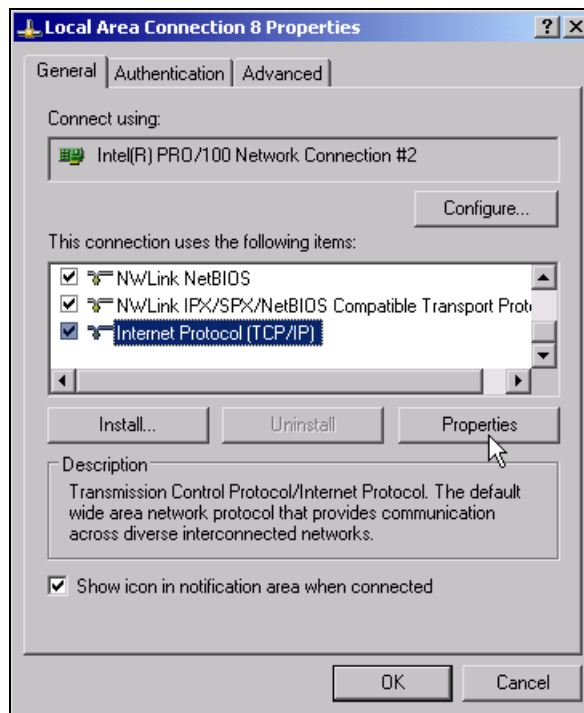 Local Area Connection 8 Properties
General Authentication Advanced
Connect using:
Intel(R) PRO/100 Network Connection #2
Configure...
This connection uses the following items:
NWLink NetBIOS
NWLink IPX/SPX/NetBIOS Compatible Transport Proto
Internet Protocol (TCP/IP)
Install... Uninstall Properties
Description
Transmission Control Protocol/Internet Protocol. The default
wide area network protocol that provides communication
across diverse interconnected networks.
Show icon in notification area when connected
OK Cancel